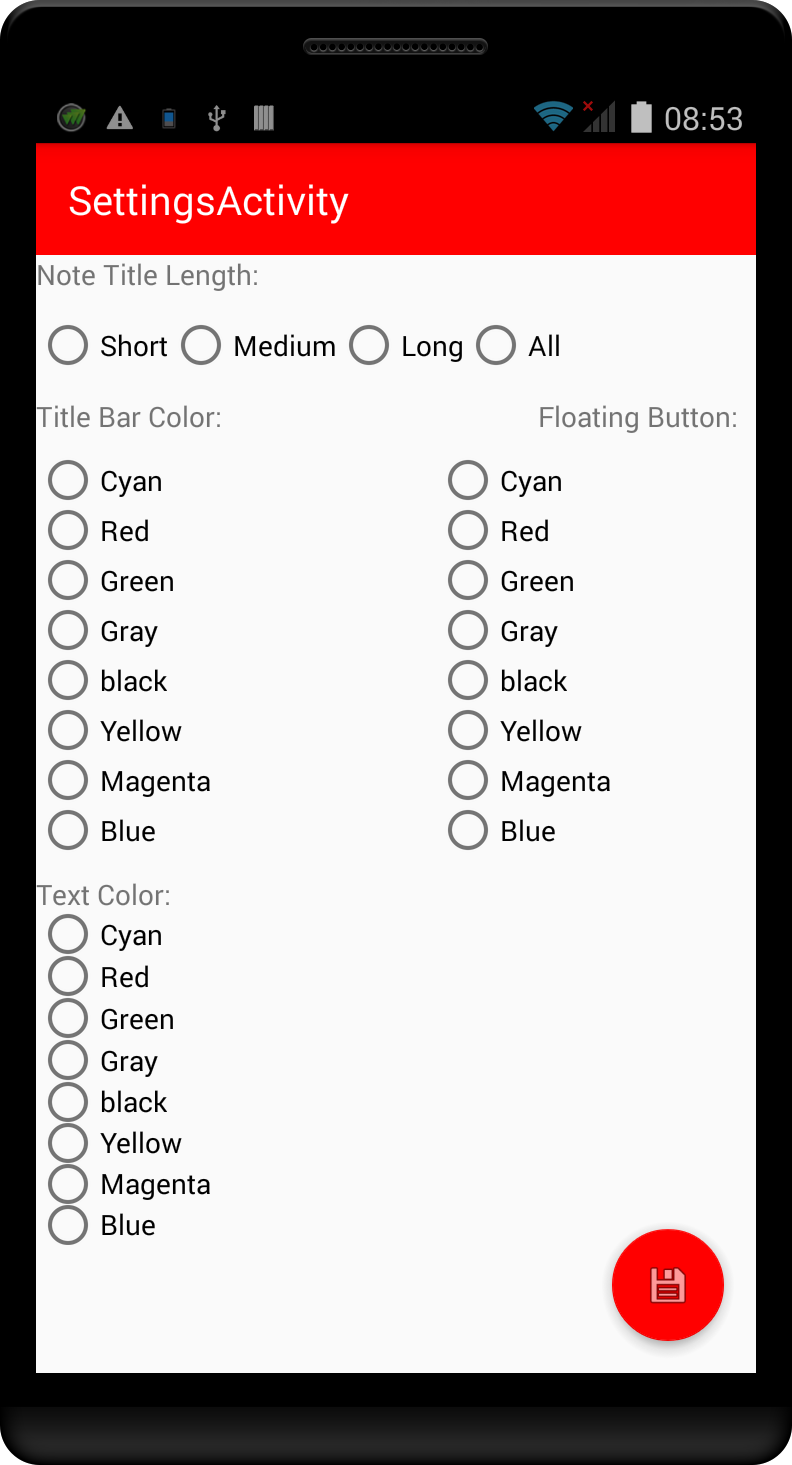 08:53
SettingsActivity
Note Title Length:
Short Medium Long All
Title Bar Color: Floating Button:
Cyan Cyan
Red Red
Green Green
Gray Gray
black black
Yellow Yellow
Magenta Magenta
Blue Blue
Text Color:
Cyan
Red
Green
Gray
black
Yellow
Magenta
Blue